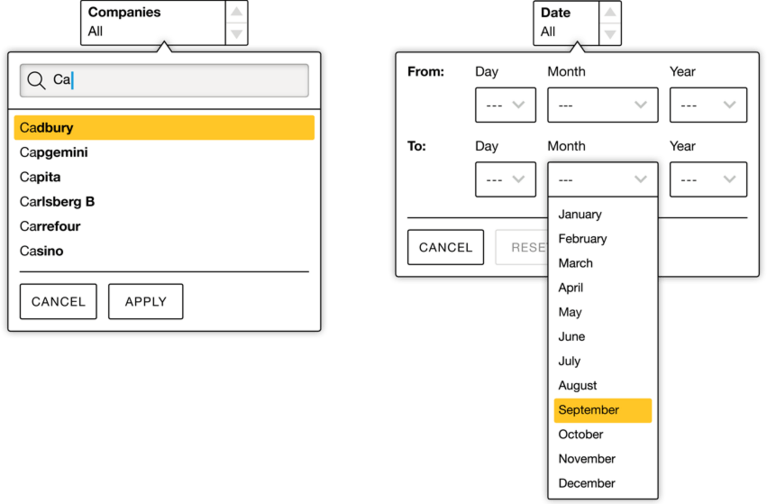 Companies
All
Ca
Cadbury
Capgemini
Capita
Carlsberg B
Carrefour
Casino
CANCEL APPLY
Date
All
From: Day Month Year
--- --- ---
To: Day Month Year
--- --- ---
January
February
March
April
May
June
July
August
September
October
November
December
CANCEL RESE